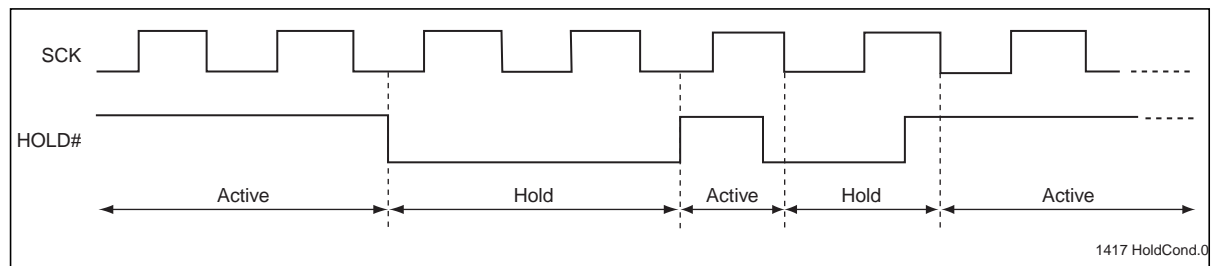 SCK
HOLD#
Active
Hold
Active
Hold
Active
1417 HoldCond.0